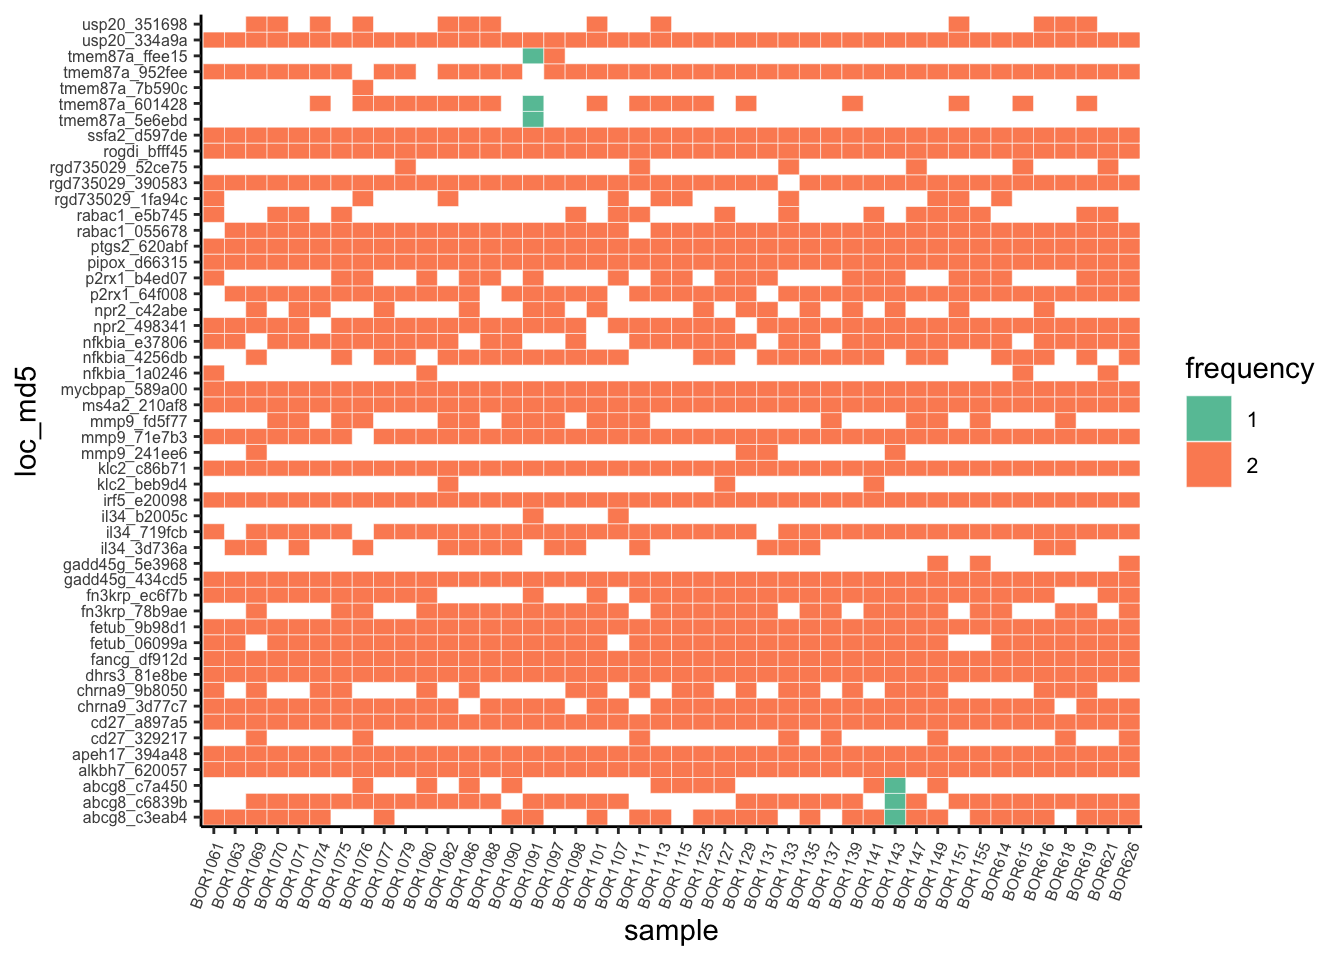 usp20_351698
usp20_334a9a
tmem87a_ffee15
tmem87a_952fee
tmem87a_7b590c
tmem87a_601428
tmem87a_5e6ebd
ssfa2_d597de
rogdi_bfff45
rgd735029_52ce75
rgd735029_390583
rgd735029_1fa94c
rabac1_e5b745
rabac1_055678
ptgs2_620abf
pipox_d66315
p2rx1_b4ed07
p2rx1_64f008
npr2_c42abe
npr2_498341
nfkbia_e37806
nfkbia_4256db
nfkbia_1a0246
mycbpap_589a00
ms4a2_210af8
mmp9_fd5f77
mmp9_71e7b3
mmp9_241ee6
klc2_c86b71
klc2_beb9d4
irf5_e20098
il34_b2005c
il34_719fcb
il34_3d736a
gadd45g_5e3968
gadd45g_434cd5
fn3krp_ec6f7b
fn3krp_78b9ae
fetub_9b98d1
fetub_06099a
fancg_df912d
dhrs3_81e8be
chrna9_9b8050
chrna9_3d77c7
cd27_a897a5
cd27_329217
apeh17_394a48
alkbh7_620057
abcg8_c7a450
abcg8_c6839b
abcg8_c3eab4
loc_md5
BOR1061
BOR1063
BOR1069
BOR1070
BOR1071
BOR1074
BOR1075
BOR1076
BOR1077
BOR1079
BOR1080
BOR1082
BOR1086
BOR1088
BOR1090
BOR1091
BOR1097
BOR1098
BOR1101
BOR1107
BOR1111
BOR1113
BOR1115
BOR1125
BOR1127
BOR1129
BOR1131
BOR1133
BOR1135
BOR1137
BOR1139
BOR1141
BOR1143
BOR1147
BOR1149
BOR1151
BOR1155
BOR614
BOR615
BOR616
BOR618
BOR619
BOR621
BOR626
sample
frequency
1
2